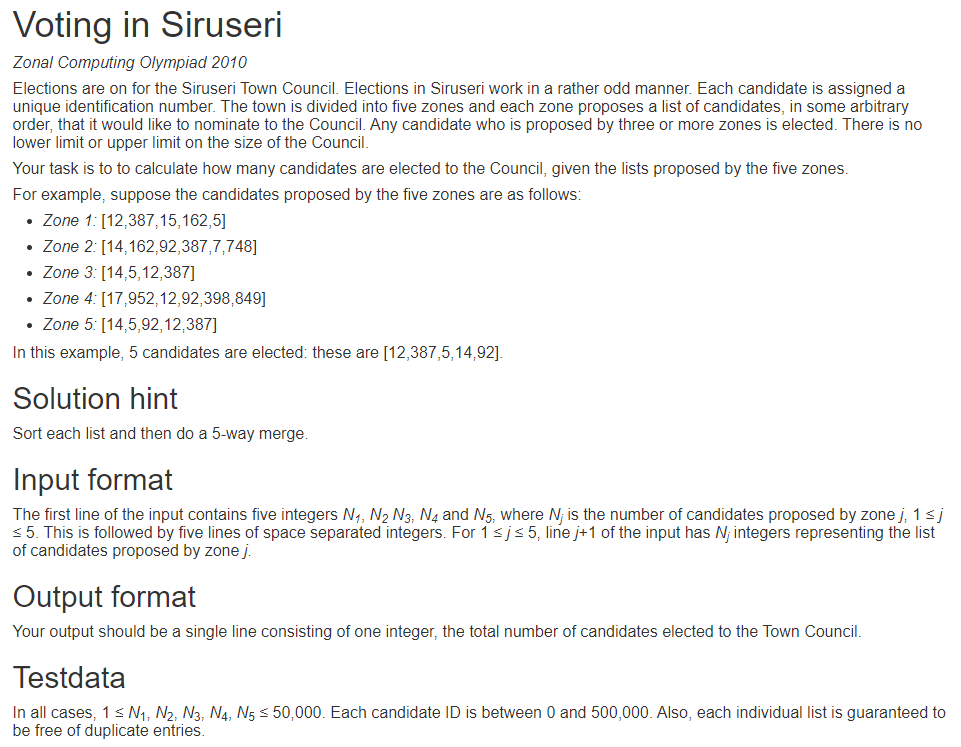 Voting in Siruseri
Zonal Computing Olympiad 2010
Elections are on for the Siruseri Town Council. Elections in Siruseri work in a rather odd manner. Each candidate is assigned a
unique identification number. The town is divided into five zones and each zone proposes a list of candidates, in some arbitrary
order, that it would like to nominate to the Council. Any candidate who is proposed by three or more zones is elected. There is no
lower limit or upper limit on the size of the Council.
Your task is to to calculate how many candidates are elected to the Council, given the lists proposed by the five zones.
For example, suppose the candidates proposed by the five zones are as follows:
• Zone 1: [12,387,15,162,5]
• Zone 2: [14,162,92,387,7,748]
• Zone 3: [14,5,12,387]
• Zone 4: [17,952,12,92,398,849]
• Zone 5: [14,5,92,12,387]
In this example, 5 candidates are elected: these are [12,387,5,14,92].
Solution hint
Sort each list and then do a 5-way merge.
Input format
The first line of the input contains five integers N₁, N₂ N₃, N₄ and N₅, where Nⱼ is the number of candidates proposed by zone j, 1 ≤ j
≤ 5. This is followed by five lines of space separated integers. For 1 ≤ j ≤ 5, line j+1 of the input has Nⱼ integers representing the list
of candidates proposed by zone j.
Output format
Your output should be a single line consisting of one integer, the total number of candidates elected to the Town Council.
Testdata
In all cases, 1 ≤ N₁, N₂, N₃, N₄, N₅ ≤ 50,000. Each candidate ID is between 0 and 500,000. Also, each individual list is guaranteed to
be free of duplicate entries.